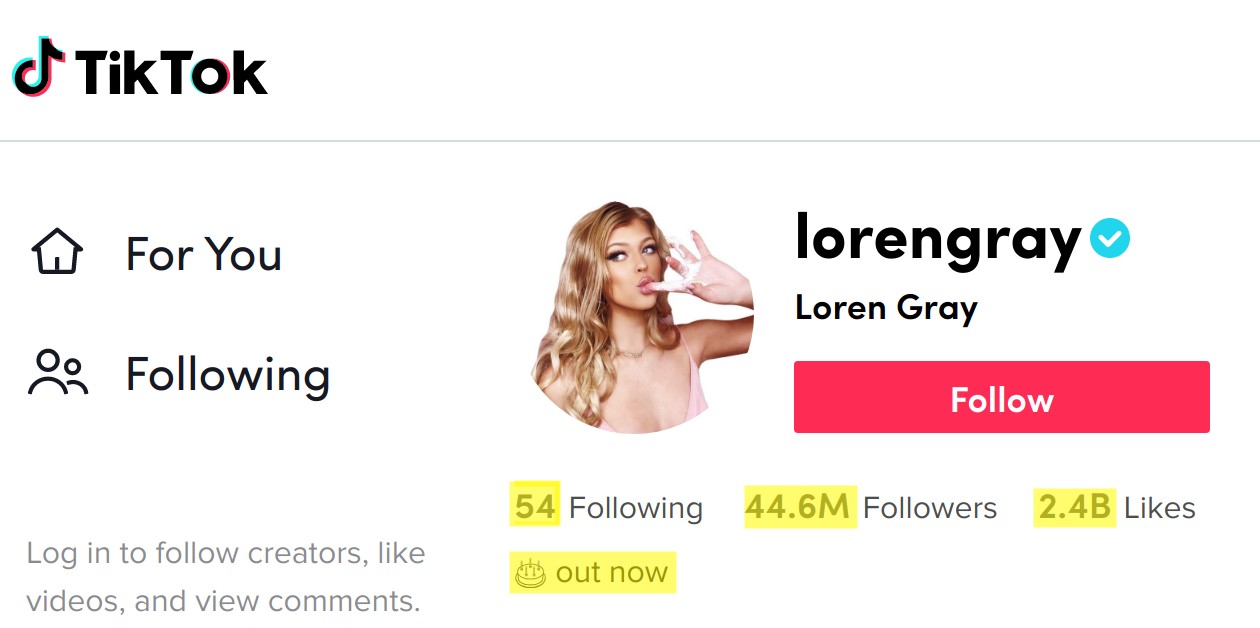 TikTok
For You
Following
lorengray
Loren Gray
Follow
54 Following 44.6M Followers 2.4B Likes
🎂 out now
Log in to follow creators, like
videos, and view comments.